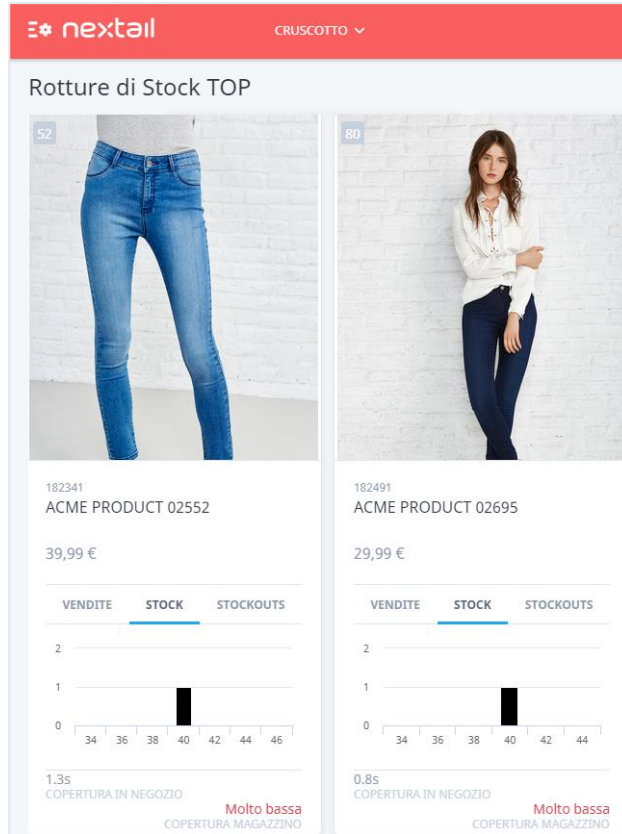 nextail
CRUSCOTTO
Rotture di Stock TOP
52
80
182341
ACME PRODUCT 02552
39,99 €
VENDITE STOCK STOCKOUTS
2
1
0
34 36 38 40 42 44 46
1.3s
COPERTURA IN NEGOZIO
Molto bassa
COPERTURA MAGAZZINO
182491
ACME PRODUCT 02695
29,99 €
VENDITE STOCK STOCKOUTS
2
1
0
34 36 38 40 42 44
0.8s
COPERTURA IN NEGOZIO
Molto bassa
COPERTURA MAGAZZINO